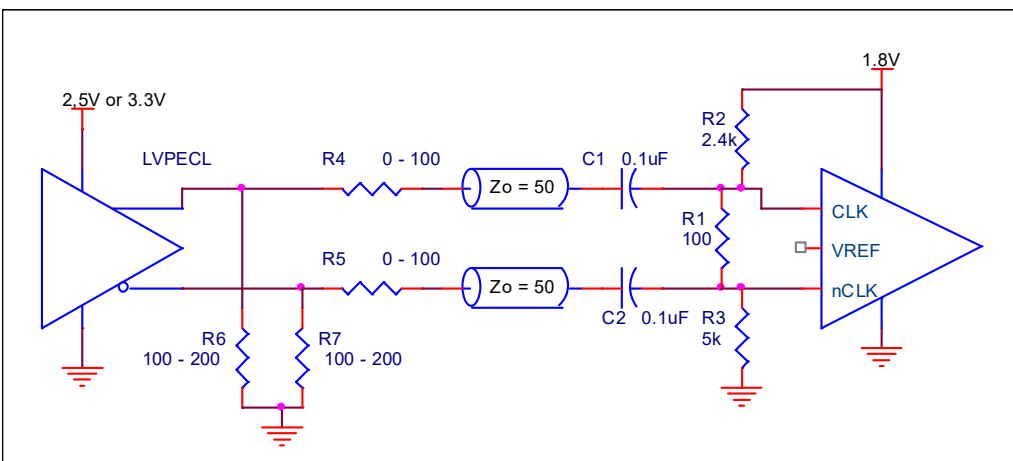 1.8V
2.5V or 3.3V
R2
2.4k
LVPECL
R4 0 - 100
Zo = 50
C1 0.1uF
CLK
R1
100
VREF
R5 0 - 100
Zo = 50
nCLK
C2 0.1uF
R3
5k
R6
100 - 200
R7
100 - 200